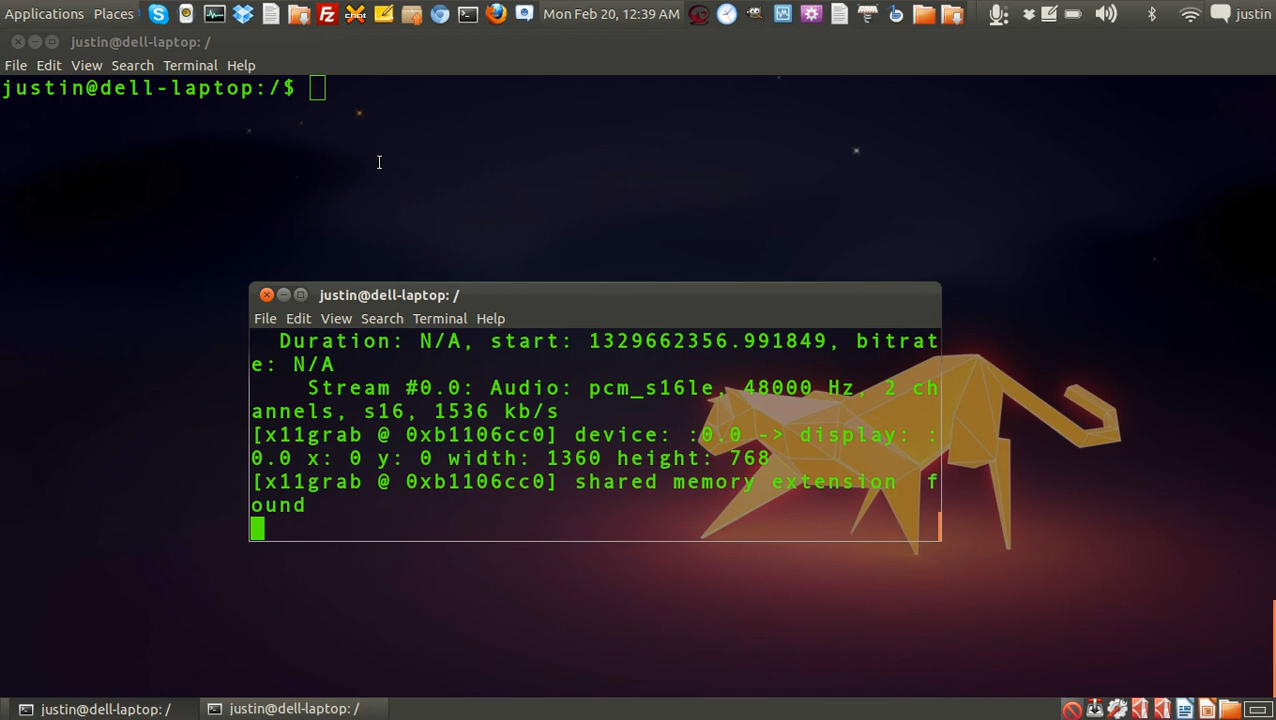 Applications Places Mon Feb 20, 12:39 AM justin
justin@dell-laptop: /
File Edit View Search Terminal Help
justin@dell-laptop:/$
justin@dell-laptop: /
File Edit View Search Terminal Help
Duration: N/A, start: 1329662356.991849, bitrat
e: N/A
Stream #0.0: Audio: pcm_s16le, 48000 Hz, 2 ch
annels, s16, 1536 kb/s
[x11grab @ 0xb1106cc0] device: :0.0 -> display: :
0.0 x: 0 y: 0 width: 1360 height: 768
[x11grab @ 0xb1106cc0] shared memory extension f
ound
justin@dell-laptop: / justin@dell-laptop: /